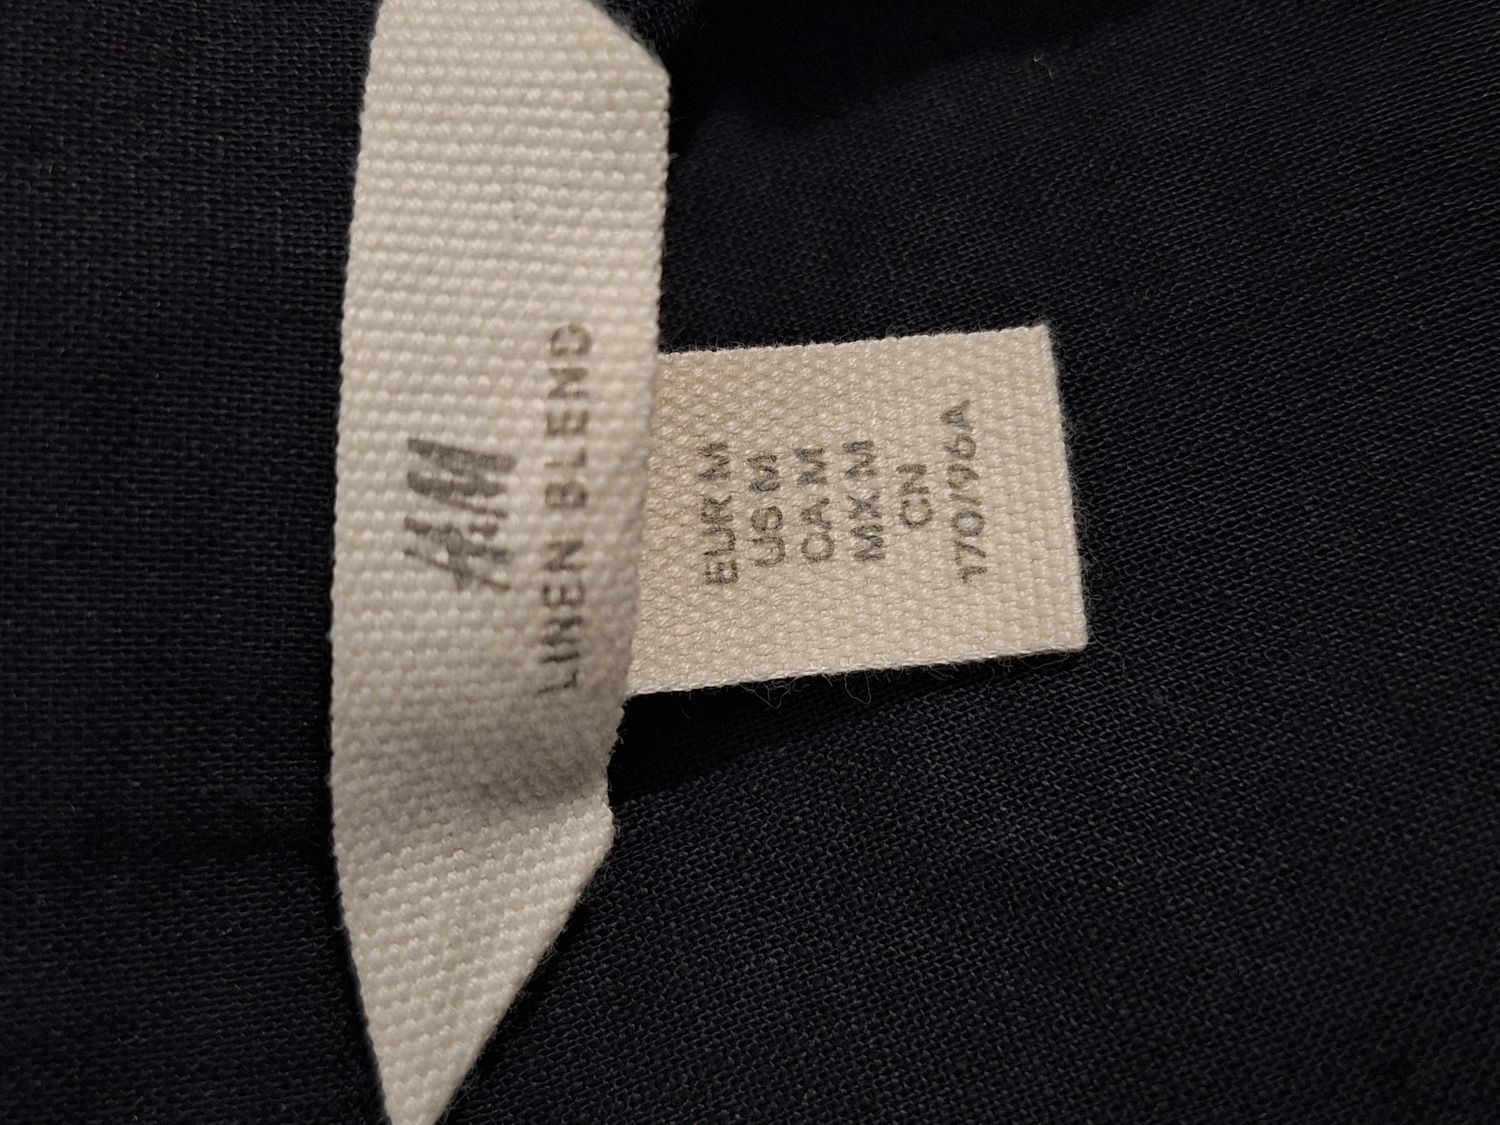 H&M
LINEN BLEND
EUR M
US M
CA M
MX M
CN
170/96A